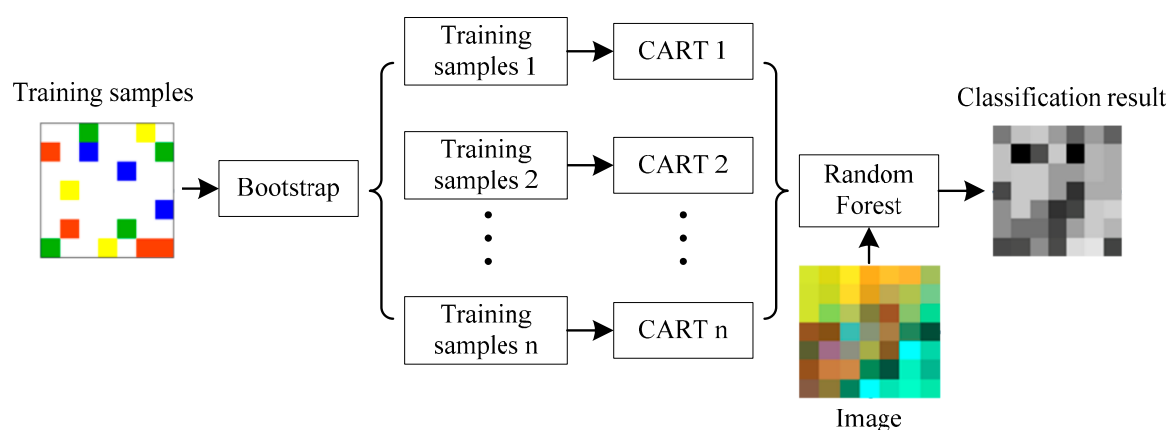 Training samples
Bootstrap
Training
samples 1
CART 1
Training
samples 2
CART 2
Training
samples n
CART n
Random
Forest
Image
Classification result